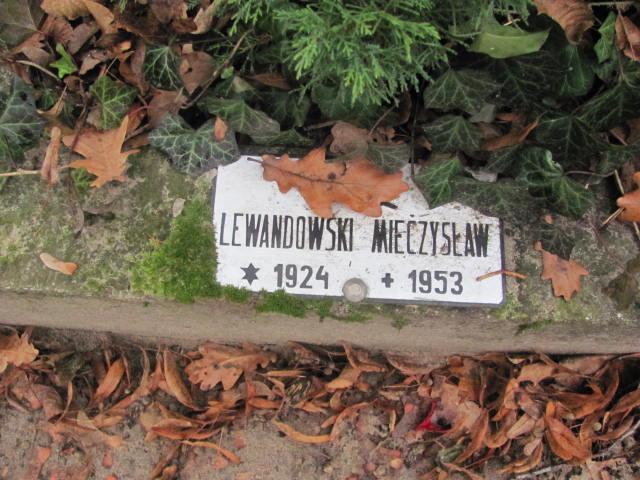 LEWANDOWSKI MIECZYSŁAW
✶ 1924 ✝ 1953